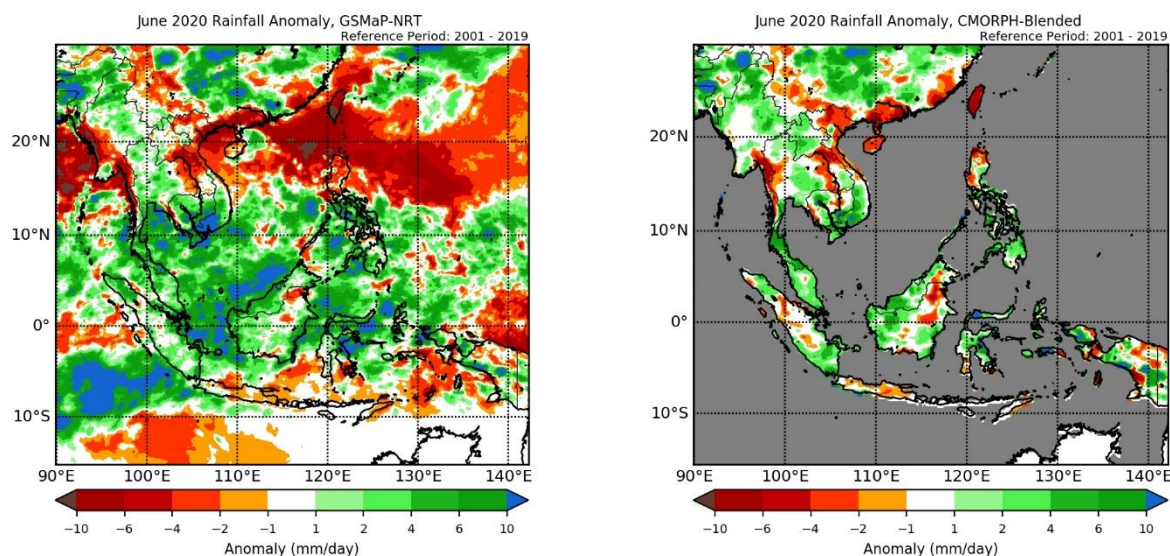 June 2020 Rainfall Anomaly, GSMaP-NRT
Reference Period: 2001 - 2019
20°N
10°N
0°
10°S
90°E 100°E 110°E 120°E 130°E 140°E
−10 −6 −4 −2 −1 1 2 4 6 10
Anomaly (mm/day)
June 2020 Rainfall Anomaly, CMORPH-Blended
Reference Period: 2001 - 2019
20°N
10°N
0°
10°S
90°E 100°E 110°E 120°E 130°E 140°E
−10 −6 −4 −2 −1 1 2 4 6 10
Anomaly (mm/day)